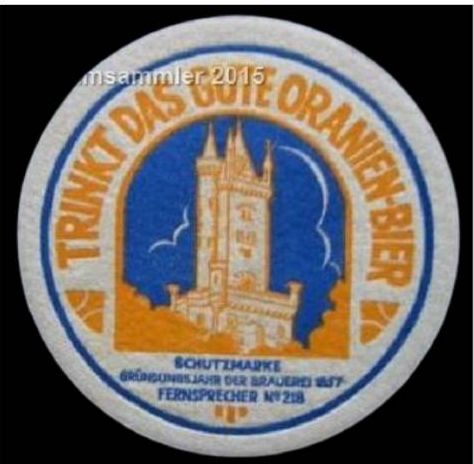 msammler 2015
TRINKT DAS GUTE ORANIEN-BIER
SCHUTZMARKE
GRÜNDUNGSJAHR DER BRAUEREI 1857
FERNSPRECHER Nº 218